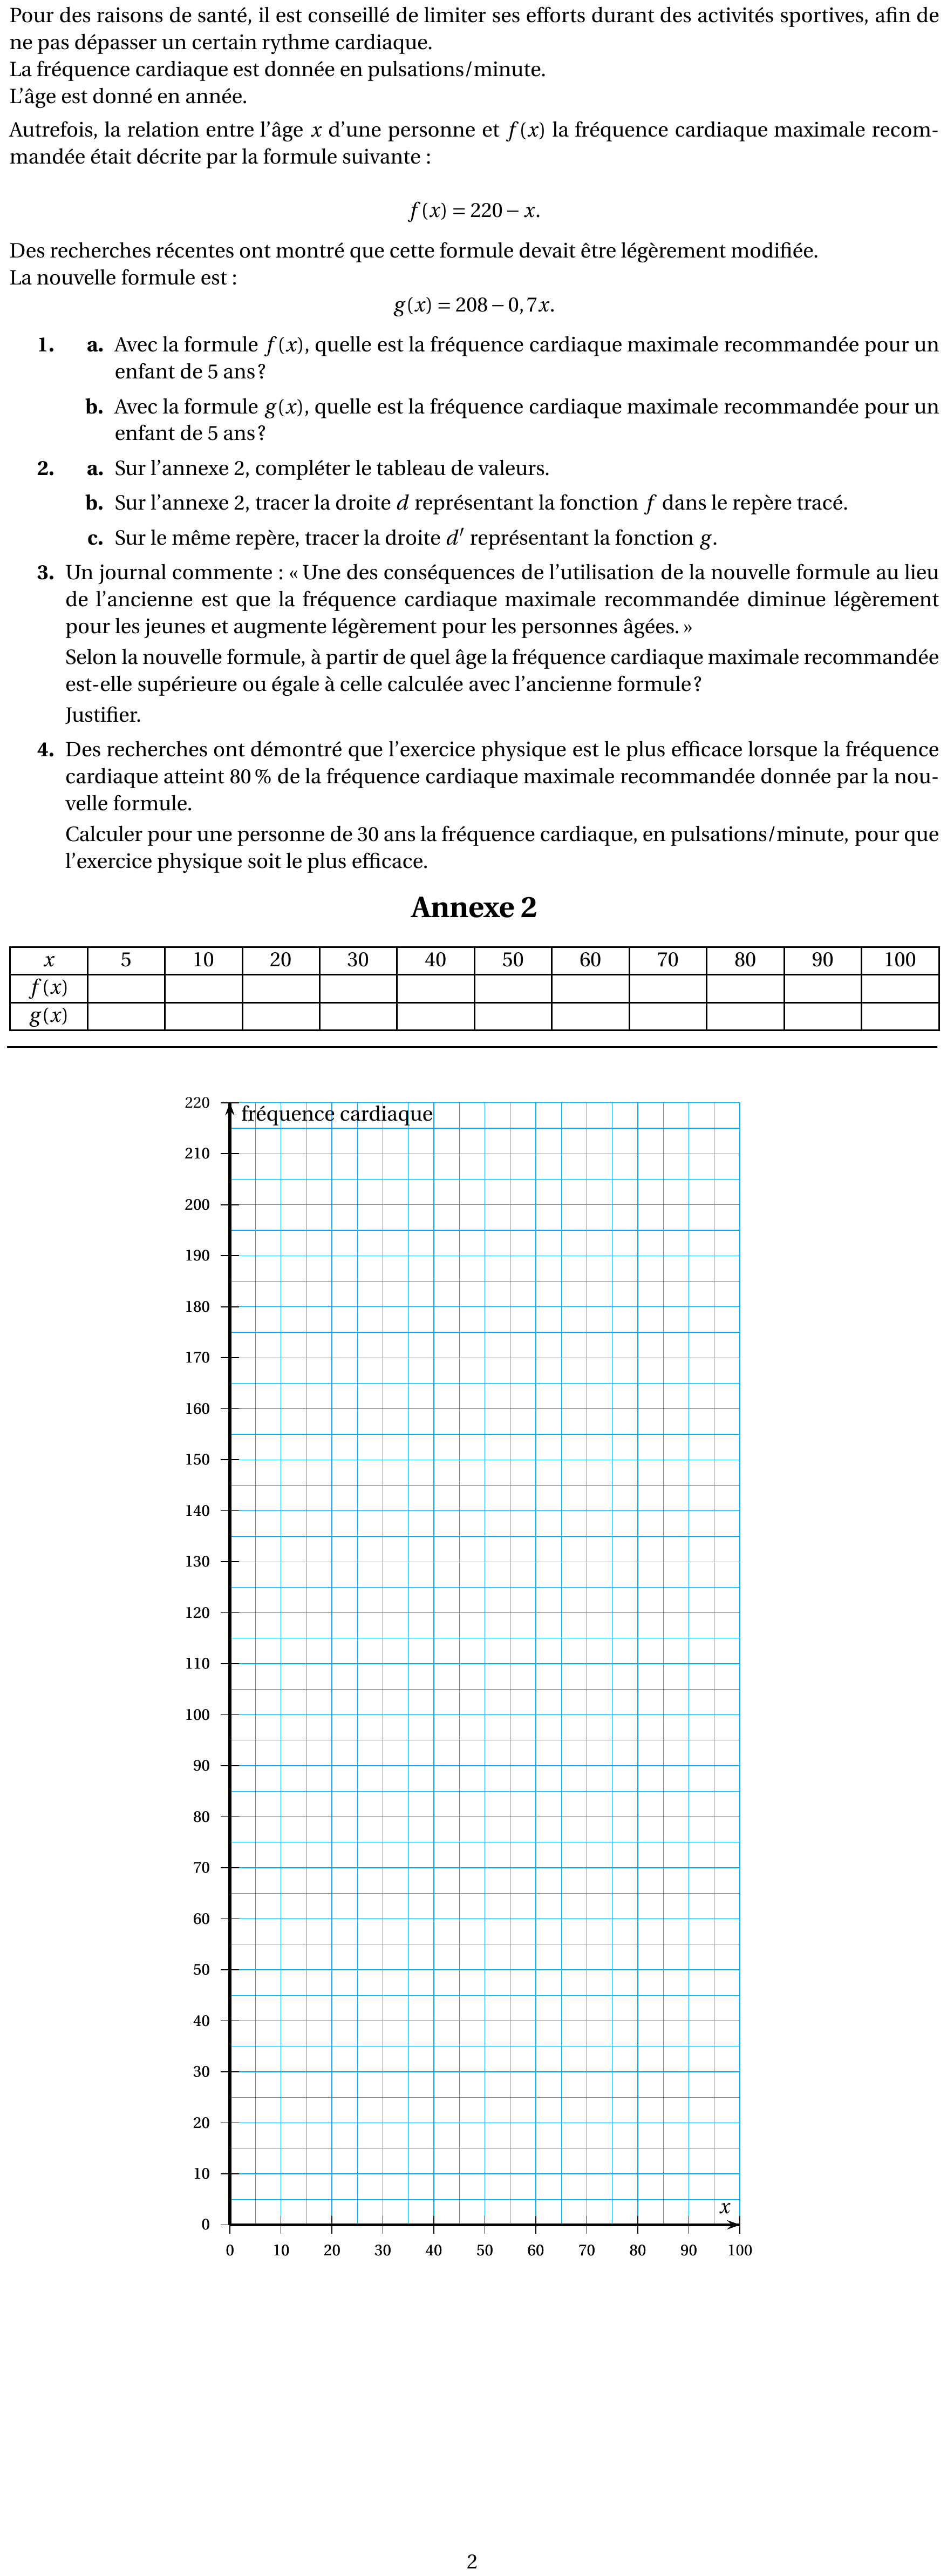 Pour des raisons de santé, il est conseillé de limiter ses efforts durant des activités sportives, afin de
ne pas dépasser un certain rythme cardiaque.
La fréquence cardiaque est donnée en pulsations/minute.
L'âge est donné en année.
Autrefois, la relation entre l'âge x d'une personne et f(x) la fréquence cardiaque maximale recom-
mandée était décrite par la formule suivante :
f(x) = 220 − x.
Des recherches récentes ont montré que cette formule devait être légèrement modifiée.
La nouvelle formule est :
g(x) = 208 − 0,7x.
1. a. Avec la formule f(x), quelle est la fréquence cardiaque maximale recommandée pour un
enfant de 5 ans ?
b. Avec la formule g(x), quelle est la fréquence cardiaque maximale recommandée pour un
enfant de 5 ans ?
2. a. Sur l'annexe 2, compléter le tableau de valeurs.
b. Sur l'annexe 2, tracer la droite d représentant la fonction f dans le repère tracé.
c. Sur le même repère, tracer la droite d′ représentant la fonction g.
3. Un journal commente : « Une des conséquences de l'utilisation de la nouvelle formule au lieu
de l'ancienne est que la fréquence cardiaque maximale recommandée diminue légèrement
pour les jeunes et augmente légèrement pour les personnes âgées. »
Selon la nouvelle formule, à partir de quel âge la fréquence cardiaque maximale recommandée
est-elle supérieure ou égale à celle calculée avec l'ancienne formule ?
Justifier.
4. Des recherches ont démontré que l'exercice physique est le plus efficace lorsque la fréquence
cardiaque atteint 80 % de la fréquence cardiaque maximale recommandée donnée par la nou-
velle formule.
Calculer pour une personne de 30 ans la fréquence cardiaque, en pulsations/minute, pour que
l'exercice physique soit le plus efficace.
Annexe 2
x 5 10 20 30 40 50 60 70 80 90 100
f(x)
g(x)
220
fréquence cardiaque
210
200
190
180
170
160
150
140
130
120
110
100
90
80
70
60
50
40
30
20
10
x
0
0 10 20 30 40 50 60 70 80 90 100
2